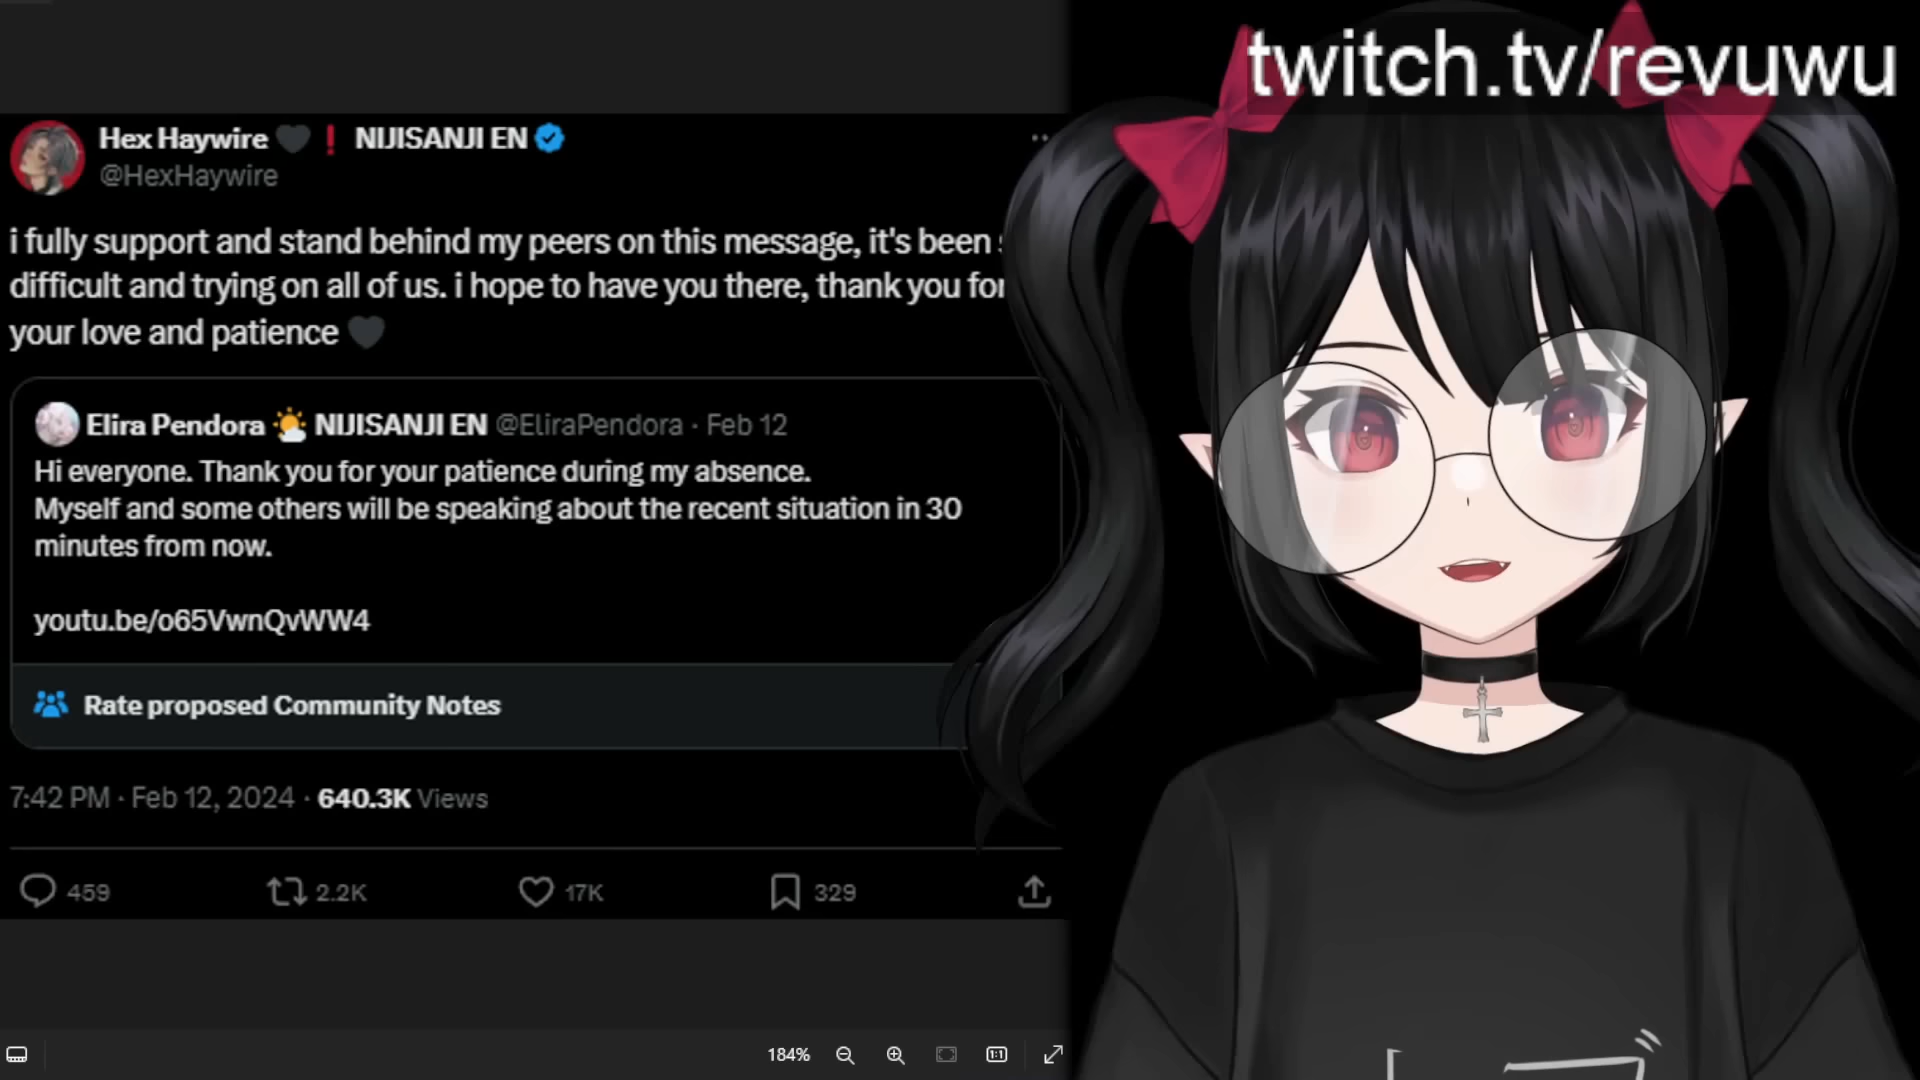 twitch.tv/revuwu
Hex Haywire 🖤❗ NIJISANJI EN
@HexHaywire
i fully support and stand behind my peers on this message, it's been
difficult and trying on all of us. i hope to have you there, thank you for
your love and patience 🖤
Elira Pendora 🌤️ NIJISANJI EN @EliraPendora · Feb 12
Hi everyone. Thank you for your patience during my absence.
Myself and some others will be speaking about the recent situation in 30
minutes from now.
youtu.be/o65VwnQvWW4
Rate proposed Community Notes
7:42 PM · Feb 12, 2024 · 640.3K Views
459 2.2K 17K 329
184% 1:1